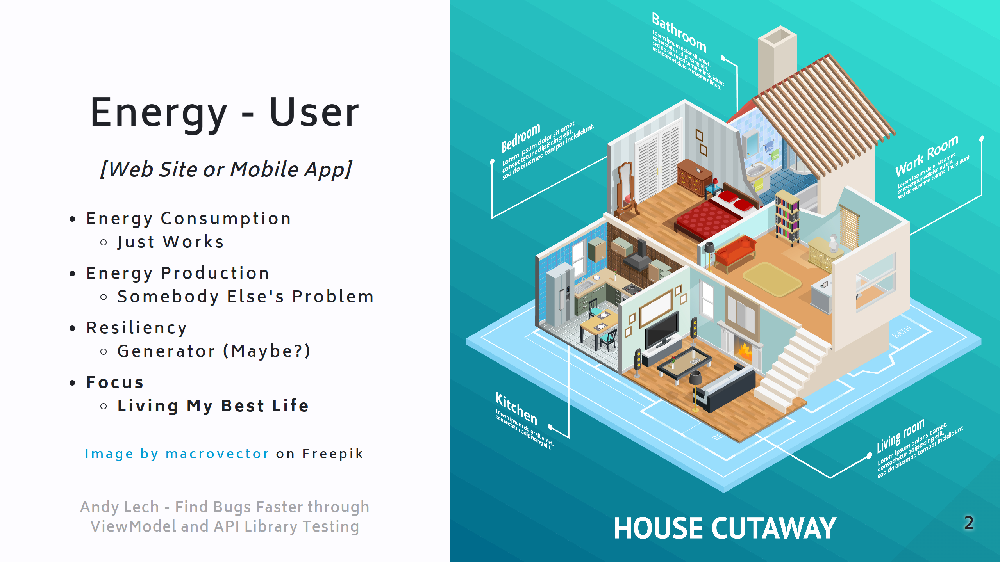 Energy - User
[Web Site or Mobile App]
• Energy Consumption
○ Just Works
• Energy Production
○ Somebody Else's Problem
• Resiliency
○ Generator (Maybe?)
• Focus
○ Living My Best Life
Image by macrovector on Freepik
Andy Lech - Find Bugs Faster through
ViewModel and API Library Testing
Bathroom
Lorem ipsum dolor sit amet,
consectetur adipiscing elit,
sed do eiusmod tempor incididunt
ut labore et dolore magna aliqua.
Bedroom
Lorem ipsum dolor sit amet,
consectetur adipiscing elit,
sed do eiusmod tempor incididunt.
Work Room
Lorem ipsum dolor sit amet,
consectetur adipiscing elit,
sed do eiusmod tempor incididunt.
BATH
BE
Kitchen
Lorem ipsum dolor sit amet,
consectetur adipiscing elit.
Living room
Lorem ipsum dolor sit amet,
consectetur adipiscing elit,
sed do eiusmod tempor incididunt.
HOUSE CUTAWAY
2